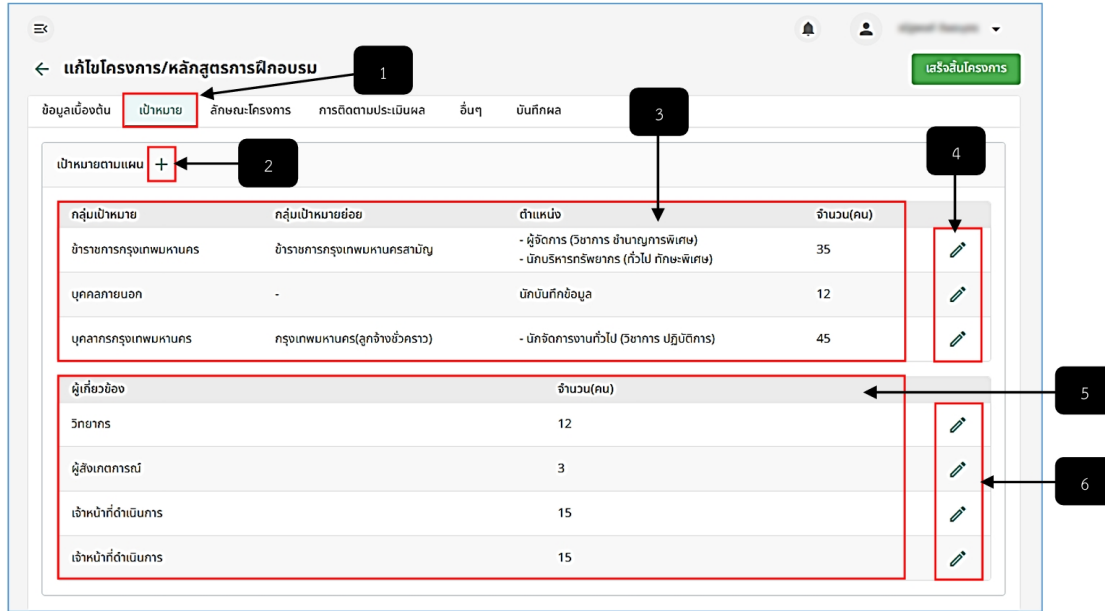 แก้ไขโครงการ/หลักสูตรการฝึกอบรม
1
เสร็จสิ้นโครงการ
ข้อมูลเบื้องต้น เป้าหมาย ลักษณะโครงการ การติดตามประเมินผล อื่นๆ บันทึกผล
3
เป้าหมายตามแผน +
2
4
กลุ่มเป้าหมาย กลุ่มเป้าหมายย่อย ตำแหน่ง จำนวน(คน)
ข้าราชการกรุงเทพมหานคร ข้าราชการกรุงเทพมหานครสามัญ - ผู้จัดการ (วิชาการ ชำนาญการพิเศษ) 35
- นักบริหารทรัพยากร (ทั่วไป ทักษะพิเศษ)
บุคคลภายนอก - นักบันทึกข้อมูล 12
บุคลากรกรุงเทพมหานคร กรุงเทพมหานคร(ลูกจ้างชั่วคราว) - นักจัดการงานทั่วไป (วิชาการ ปฏิบัติการ) 45
ผู้เกี่ยวข้อง จำนวน(คน)
5
วิทยากร 12
ผู้สังเกตการณ์ 3
6
เจ้าหน้าที่ดำเนินการ 15
เจ้าหน้าที่ดำเนินการ 15